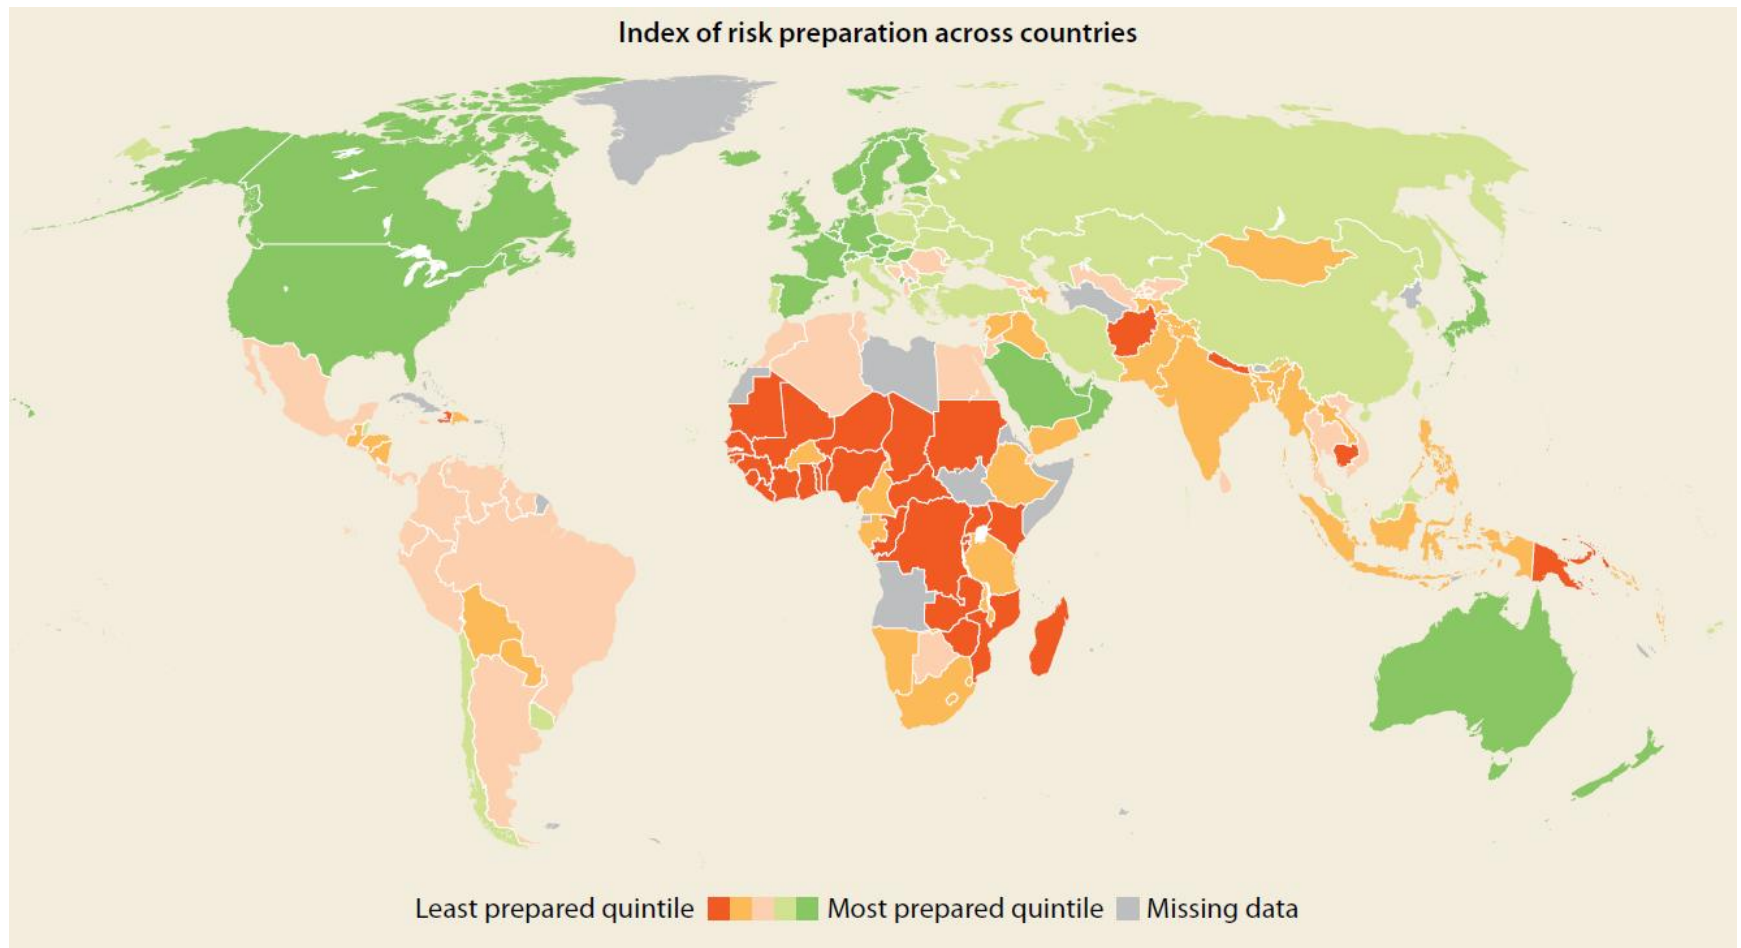 Index of risk preparation across countries
Least prepared quintile Most prepared quintile Missing data